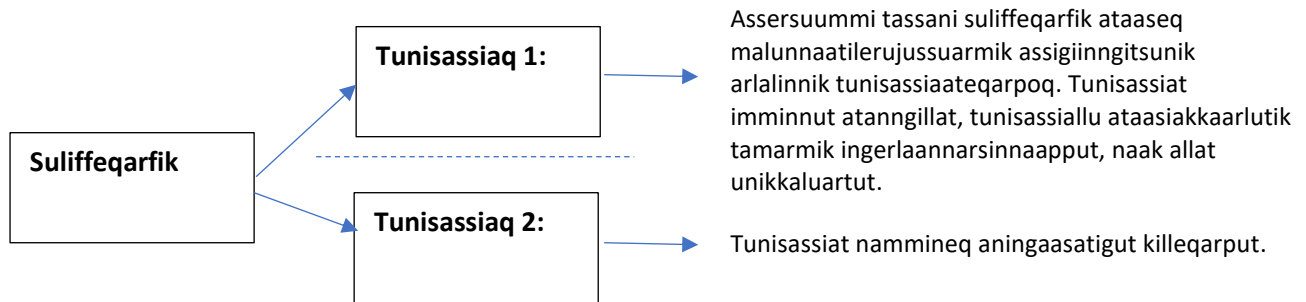 Suliffeqarfik
Tunisassiaq 1:
Tunisassiaq 2:
Assersuummi tassani suliffeqarfik ataaseq
malunnaatilerujussuarmik assigiinngitsunik
arlalinnik tunisassiaateqarpoq. Tunisassiat
imminnut atanngillat, tunisassiallu ataasiakkaarlutik
tamarmik ingerlaannarsinnaapput, naak allat
unikkaluartut.
Tunisassiat nammineq aningaasatigut killeqarput.